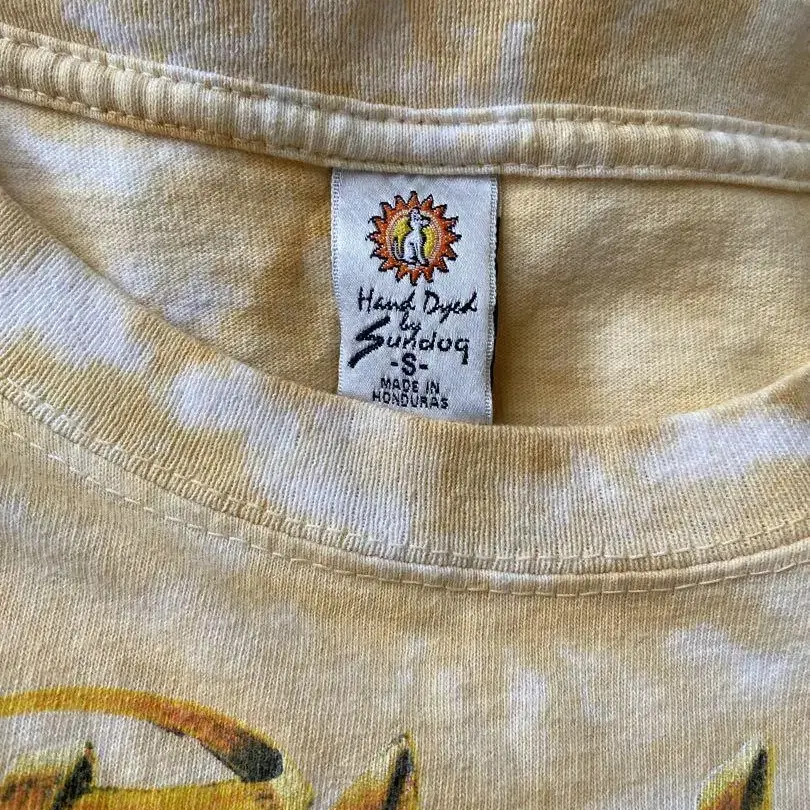 Hand Dyed
by
Sundog
-S-
MADE IN
HONDURAS